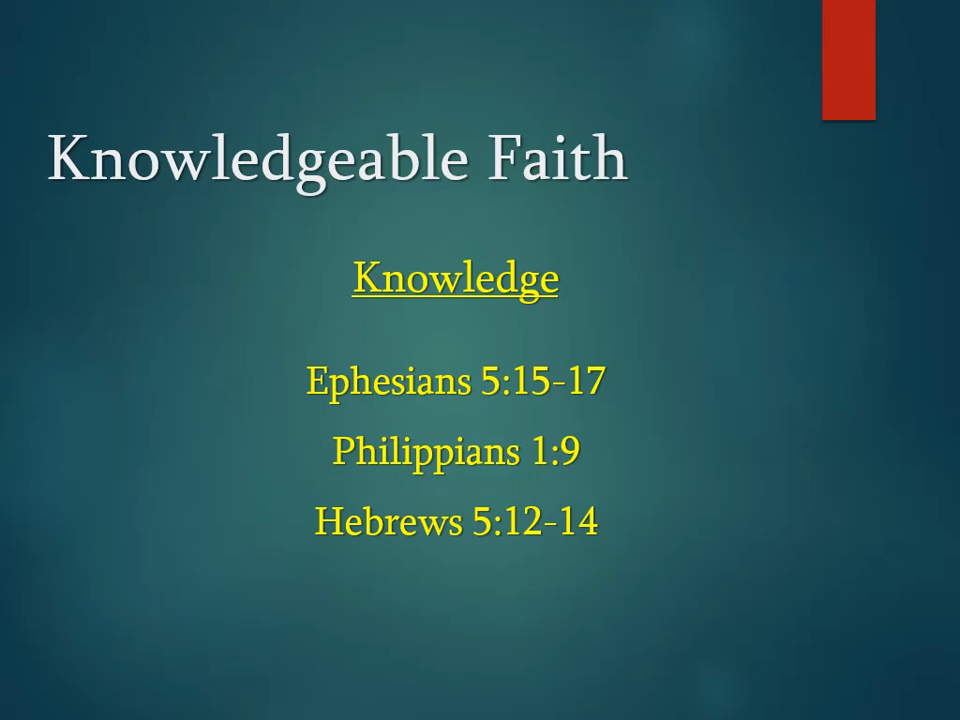 Knowledgeable Faith
Knowledge
Ephesians 5:15-17
Philippians 1:9
Hebrews 5:12-14